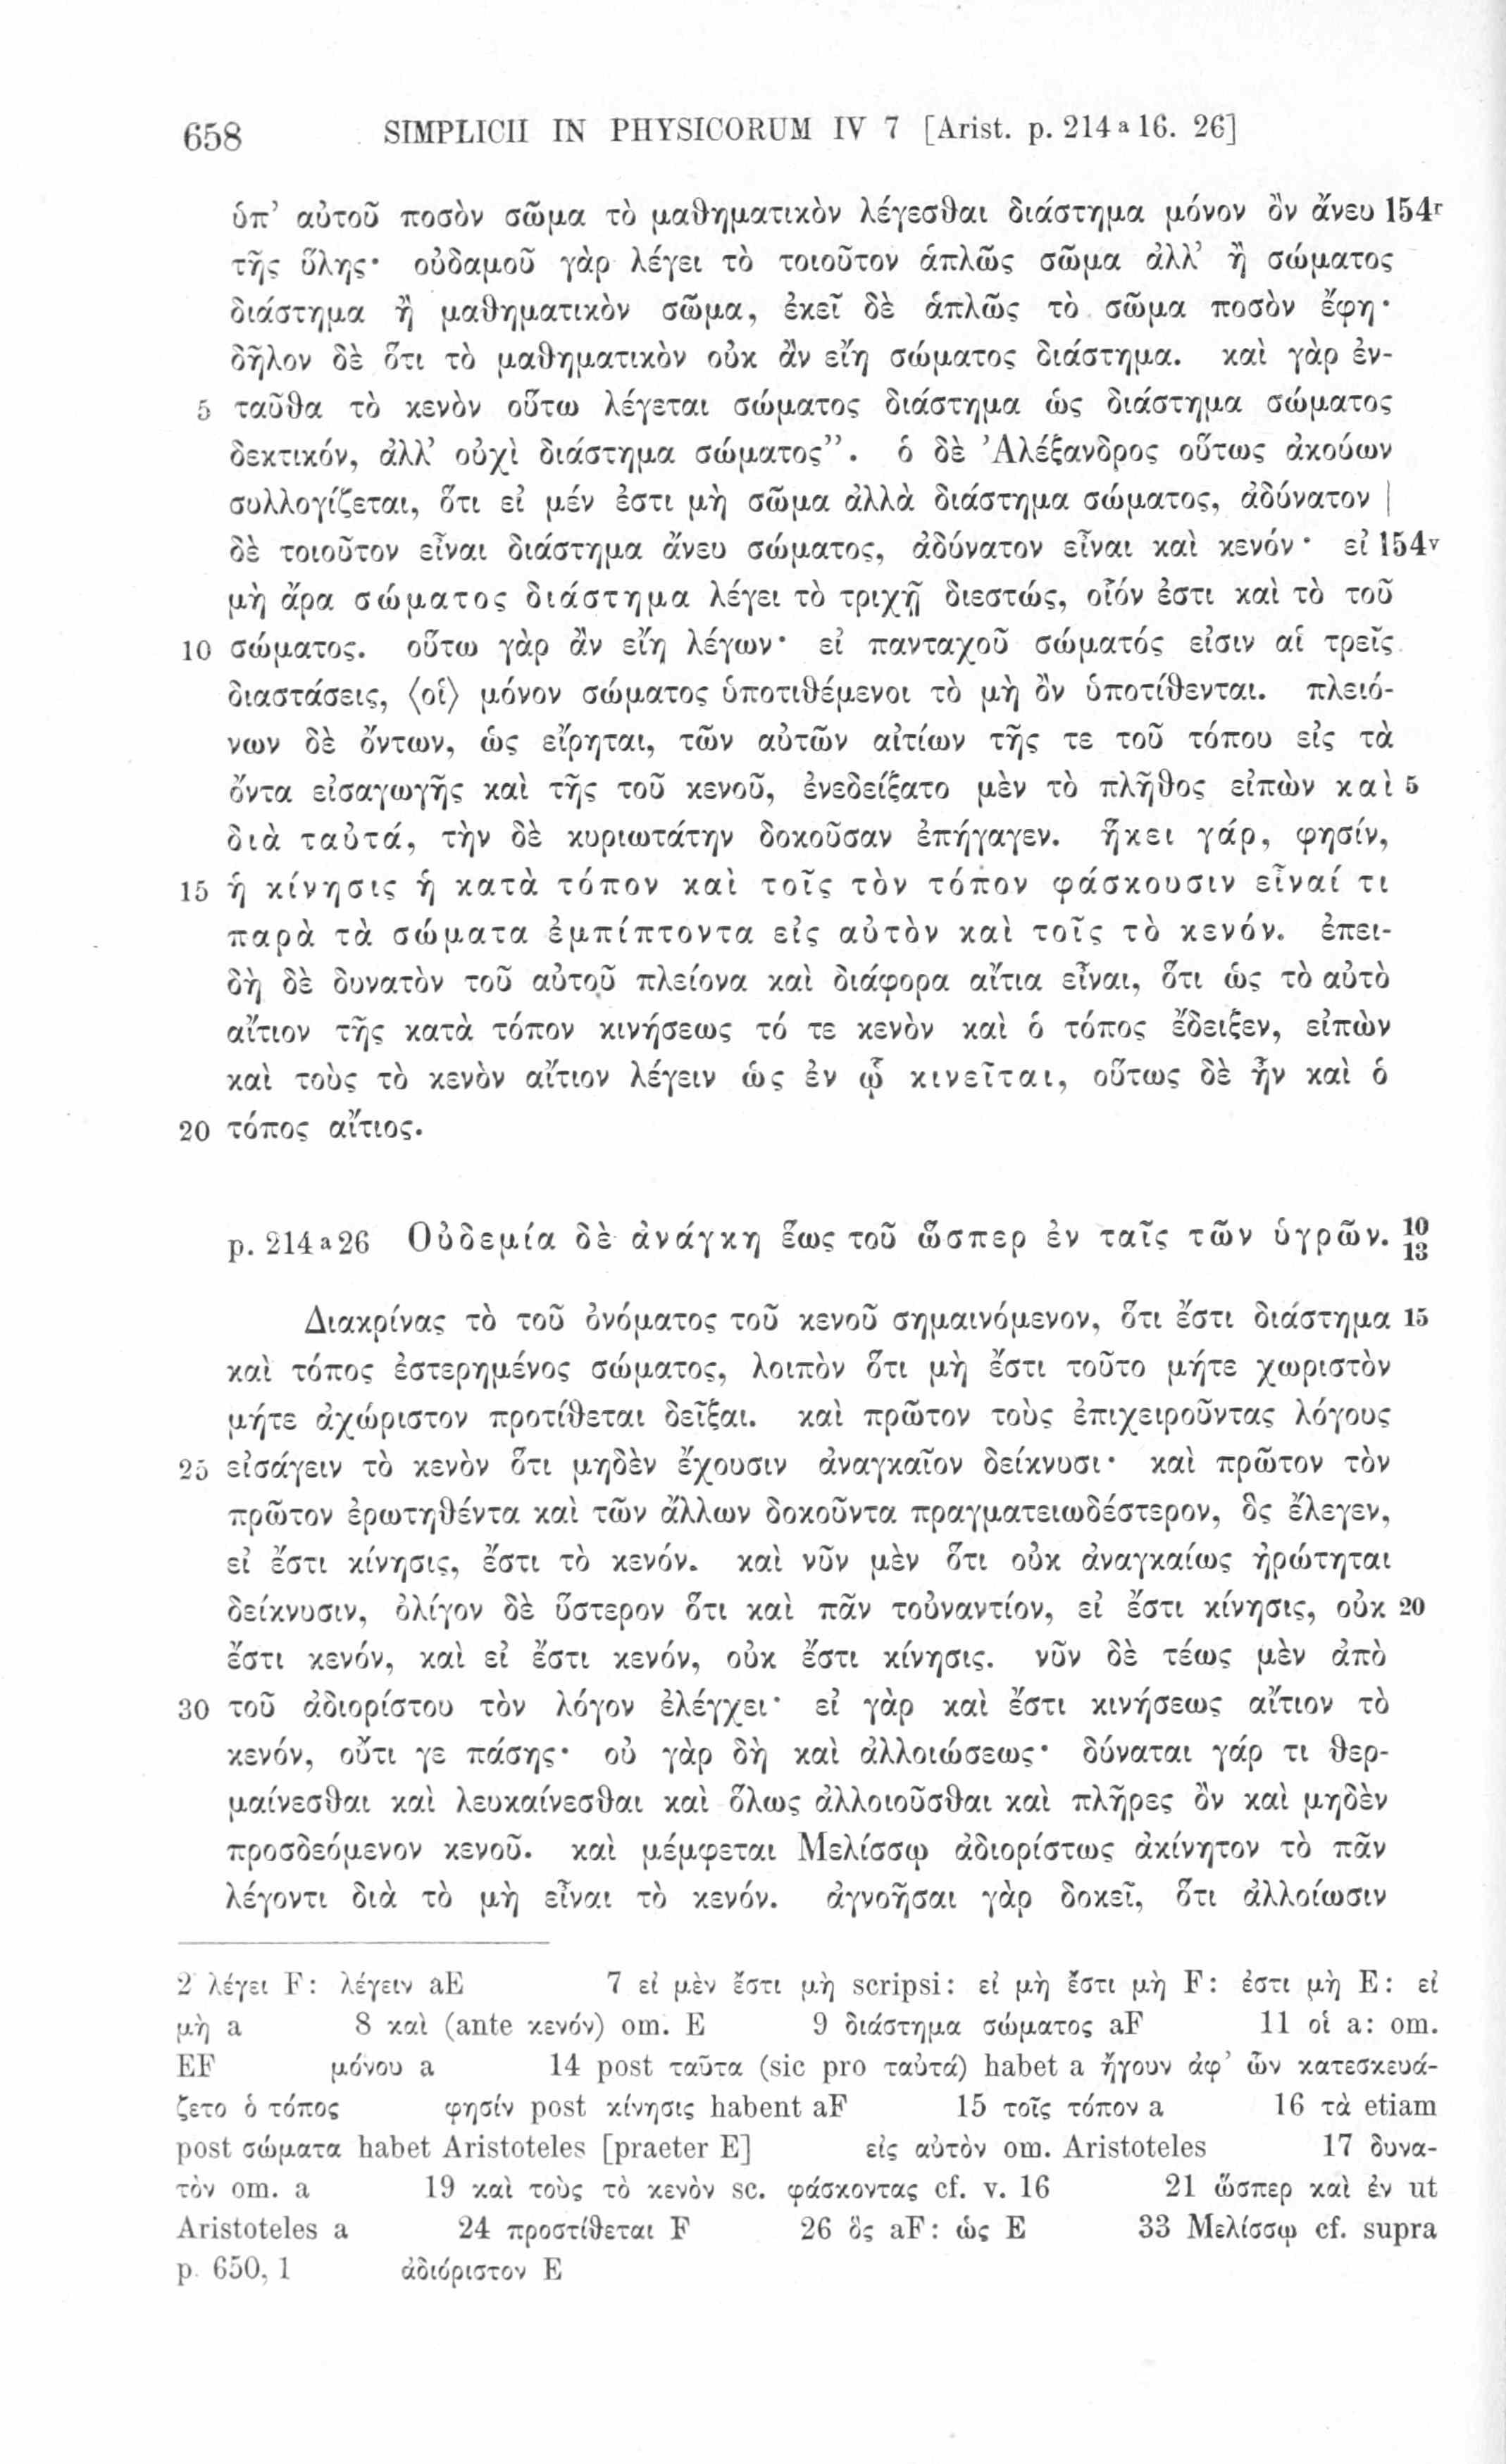 658 SIMPLICII IN PHYSICORUM IV 7 [Arist. p. 214 a 16. 26]
ὑπ’ αὐτοῦ ποσὸν σῶμα τὸ μαθηματικὸν λέγεσθαι διάστημα μόνον ὂν ἄνευ 154r
τῆς ὕλης· οὐδαμοῦ γὰρ λέγει τὸ τοιοῦτον ἁπλῶς σῶμα ἀλλ’ ἢ σώματος
διάστημα ἢ μαθηματικὸν σῶμα, ἐκεῖ δὲ ἁπλῶς τὸ σῶμα ποσὸν ἔφη·
δῆλον δὲ ὅτι τὸ μαθηματικὸν οὐκ ἂν εἴη σώματος διάστημα. καὶ γὰρ ἐν-
5 ταῦθα τὸ κενὸν οὕτω λέγεται σώματος διάστημα ὡς διάστημα σώματος
δεκτικόν, ἀλλ’ οὐχὶ διάστημα σώματος”. ὁ δὲ Ἀλέξανδρος οὕτως ἀκούων
συλλογίζεται, ὅτι εἰ μέν ἐστι μὴ σῶμα ἀλλὰ διάστημα σώματος, ἀδύνατον |
δὲ τοιοῦτον εἶναι διάστημα ἄνευ σώματος, ἀδύνατον εἶναι καὶ κενόν· εἰ 154v
μὴ ἄρα σώματος διάστημα λέγει τὸ τριχῇ διεστώς, οἷόν ἐστι καὶ τὸ τοῦ
10 σώματος. οὕτω γὰρ ἂν εἴη λέγων· εἰ πανταχοῦ σώματός εἰσιν αἱ τρεῖς
διαστάσεις, ⟨οἱ⟩ μόνον σώματος ὑποτιθέμενοι τὸ μὴ ὂν ὑποτίθενται. πλειό-
νων δὲ ὄντων, ὡς εἴρηται, τῶν αὐτῶν αἰτίων τῆς τε τοῦ τόπου εἰς τὰ
ὄντα εἰσαγωγῆς καὶ τῆς τοῦ κενοῦ, ἐνεδείξατο μὲν τὸ πλῆθος εἰπὼν καὶ 5
διὰ ταὐτά, τὴν δὲ κυριωτάτην δοκοῦσαν ἐπήγαγεν. ἥκει γάρ, φησίν,
15 ἡ κίνησις ἡ κατὰ τόπον καὶ τοῖς τὸν τόπον φάσκουσιν εἶναί τι
παρὰ τὰ σώματα ἐμπίπτοντα εἰς αὐτὸν καὶ τοῖς τὸ κενόν. ἐπει-
δὴ δὲ δυνατὸν τοῦ αὐτοῦ πλείονα καὶ διάφορα αἴτια εἶναι, ὅτι ὡς τὸ αὐτὸ
αἴτιον τῆς κατὰ τόπον κινήσεως τό τε κενὸν καὶ ὁ τόπος ἔδειξεν, εἰπὼν
καὶ τοὺς τὸ κενὸν αἴτιον λέγειν ὡς ἐν ᾧ κινεῖται, οὕτως δὲ ἦν καὶ ὁ
20 τόπος αἴτιος.
p. 214 a 26 Οὐδεμία δὲ ἀνάγκη ἕως τοῦ ὥσπερ ἐν ταῖς τῶν ὑγρῶν. 10 13
Διακρίνας τὸ τοῦ ὀνόματος τοῦ κενοῦ σημαινόμενον, ὅτι ἔστι διάστημα 15
καὶ τόπος ἐστερημένος σώματος, λοιπὸν ὅτι μὴ ἔστι τοῦτο μήτε χωριστὸν
μήτε ἀχώριστον προτίθεται δεῖξαι. καὶ πρῶτον τοὺς ἐπιχειροῦντας λόγους
25 εἰσάγειν τὸ κενὸν ὅτι μηδὲν ἔχουσιν ἀναγκαῖον δείκνυσι· καὶ πρῶτον τὸν
πρῶτον ἐρωτηθέντα καὶ τῶν ἄλλων δοκοῦντα πραγματειωδέστερον, ὃς ἔλεγεν,
εἰ ἔστι κίνησις, ἔστι τὸ κενόν. καὶ νῦν μὲν ὅτι οὐκ ἀναγκαίως ἠρώτηται
δείκνυσιν, ὀλίγον δὲ ὕστερον ὅτι καὶ πᾶν τοὐναντίον, εἰ ἔστι κίνησις, οὐκ 20
ἔστι κενόν, καὶ εἰ ἔστι κενόν, οὐκ ἔστι κίνησις. νῦν δὲ τέως μὲν ἀπὸ
30 τοῦ ἀδιορίστου τὸν λόγον ἐλέγχει· εἰ γὰρ καὶ ἔστι κινήσεως αἴτιον τὸ
κενόν, οὔτι γε πάσης· οὐ γὰρ δὴ καὶ ἀλλοιώσεως· δύναται γάρ τι θερ-
μαίνεσθαι καὶ λευκαίνεσθαι καὶ ὅλως ἀλλοιοῦσθαι καὶ πλῆρες ὂν καὶ μηδὲν
προσδεόμενον κενοῦ. καὶ μέμφεται Μελίσσῳ ἀδιορίστως ἀκίνητον τὸ πᾶν
λέγοντι διὰ τὸ μὴ εἶναι τὸ κενόν. ἀγνοῆσαι γὰρ δοκεῖ, ὅτι ἀλλοίωσιν
2 λέγει F: λέγειν aE 7 εἰ μὲν ἔστι μὴ scripsi: εἰ μὴ ἔστι μὴ F: ἐστι μὴ E: εἰ
μὴ a 8 καὶ (ante κενόν) om. E 9 διάστημα σώματος aF 11 οἱ a: om.
EF μόνου a 14 post ταῦτα (sic pro ταὐτά) habet a ἤγουν ἀφ’ ὧν κατεσκευά-
ζετο ὁ τόπος φησίν post κίνησις habent aF 15 τοῖς τόπον a 16 τὰ etiam
post σώματα habet Aristoteles [praeter E] εἰς αὐτὸν om. Aristoteles 17 δυνα-
τὸν om. a 19 καὶ τοὺς τὸ κενὸν sc. φάσκοντας cf. v. 16 21 ὥσπερ καὶ ἐν ut
Aristoteles a 24 προστίθεται F 26 ὃς aF: ὡς E 33 Μελίσσῳ cf. supra
p. 650, 1 ἀδιόριστον E